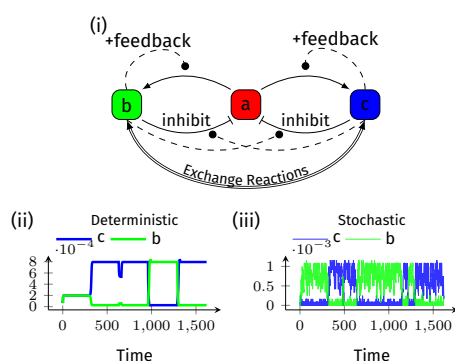 (i)
+feedback
+feedback
b
a
c
inhibit
inhibit
Exchange Reactions
(ii)
Deterministic
·10⁻⁴
c
b
8
6
4
2
0
0
500
1,000
1,500
Time
(iii)
Stochastic
·10⁻³
c
b
1
0.5
0
0
500
1,000
1,500
Time